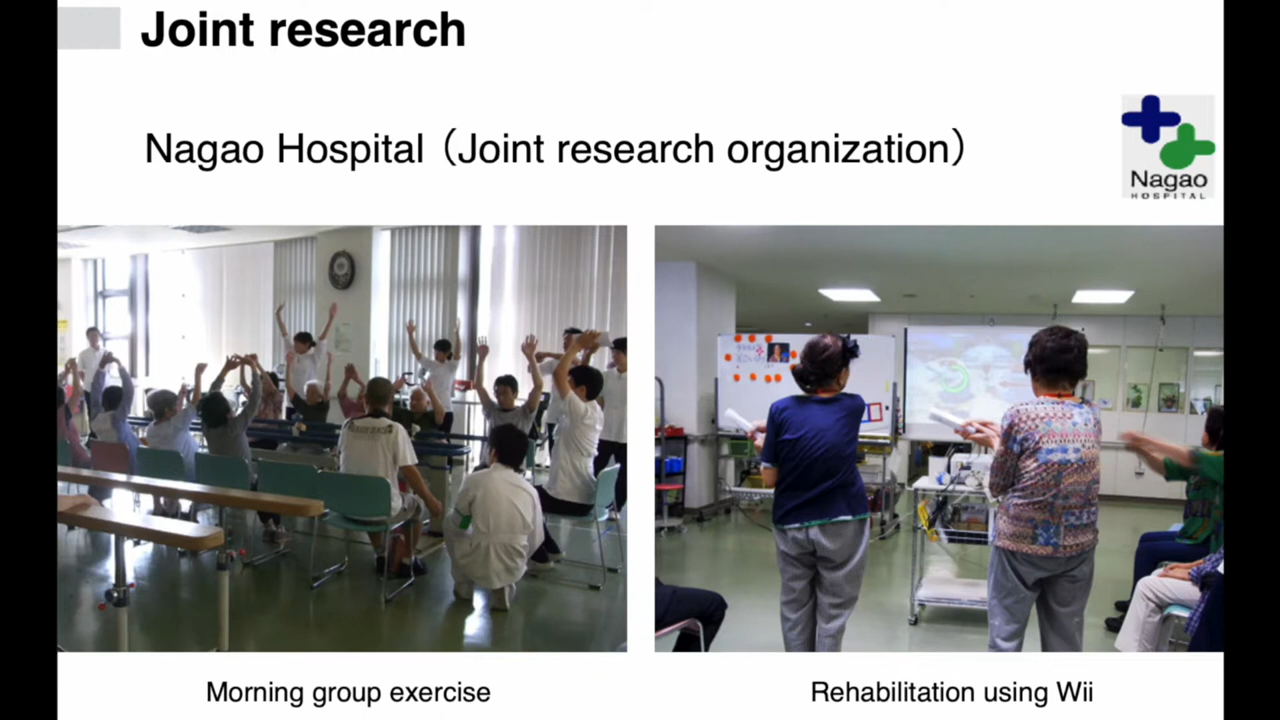 Joint research
Nagao Hospital（Joint research organization）
Nagao
HOSPITAL
Morning group exercise
Rehabilitation using Wii